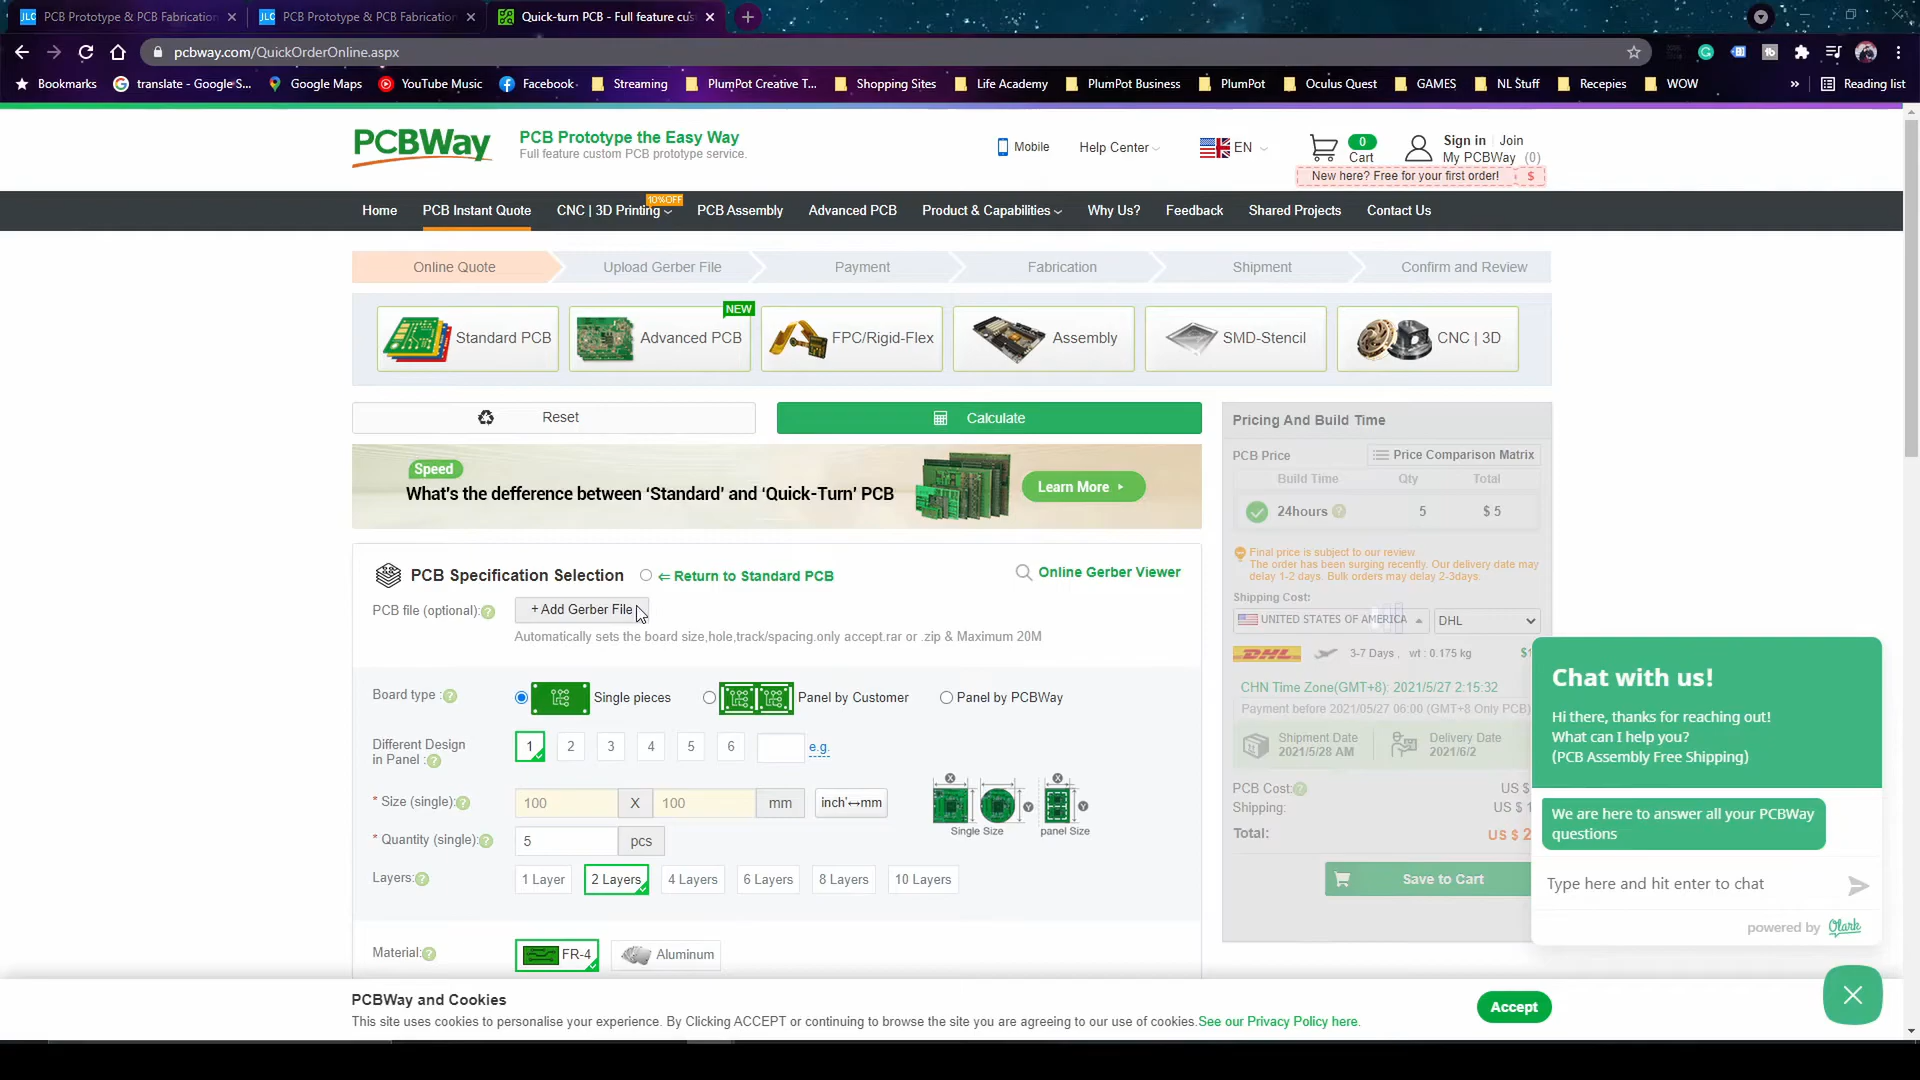 PCB Prototype & PCB Fabrication
PCB Prototype & PCB Fabrication
Quick-turn PCB - Full feature cus
pcbway.com/QuickOrderOnline.aspx
Bookmarks
translate - Google S...
Google Maps
YouTube Music
Facebook
Streaming
PlumPot Creative T...
Shopping Sites
Life Academy
PlumPot Business
PlumPot
Oculus Quest
GAMES
NL Stuff
Recepies
WOW
»
Reading list
PCBWay
PCB Prototype the Easy Way
Full feature custom PCB prototype service.
Mobile
Help Center
EN
0
Cart
Sign in | Join
My PCBWay (0)
New here? Free for your first order! $
Home
PCB Instant Quote
CNC | 3D Printing
10%OFF
PCB Assembly
Advanced PCB
Product & Capabilities
Why Us?
Feedback
Shared Projects
Contact Us
Online Quote
Upload Gerber File
Payment
Fabrication
Shipment
Confirm and Review
Standard PCB
NEW
Advanced PCB
FPC/Rigid-Flex
Assembly
SMD-Stencil
CNC | 3D
Reset
Calculate
Speed
What's the defference between 'Standard' and 'Quick-Turn' PCB
Learn More
Pricing And Build Time
PCB Price
Price Comparison Matrix
Build Time Qty Total
24hours 5 $ 5
Final price is subject to our review
The order has been surging recently. Our delivery date may
delay 1-2 days. Bulk orders may delay 2-3days.
Shipping Cost:
UNITED STATES OF AMERICA
DHL
DHL 3-7 Days , wt : 0.175 kg
CHN Time Zone(GMT+8): 2021/5/27 2:15:32
Payment before 2021/05/27 06:00 (GMT+8 Only PCB)
Shipment Date
2021/5/28 AM
Delivery Date
2021/6/2
PCB Cost: US $
Shipping: US $
Total: US $
Save to Cart
PCB Specification Selection
⇐ Return to Standard PCB
Online Gerber Viewer
PCB file (optional):
+ Add Gerber File
Automatically sets the board size,hole,track/spacing.only accept.rar or .zip & Maximum 20M
Board type :
Single pieces
Panel by Customer
Panel by PCBWay
Different Design
in Panel :
1 2 3 4 5 6
e.g.
* Size (single):
100 X 100 mm
inch'↔mm
X X
Y Y
Single Size
panel Size
* Quantity (single):
5 pcs
Layers:
1 Layer
2 Layers
4 Layers
6 Layers
8 Layers
10 Layers
Material:
FR-4
Aluminum
Chat with us!
Hi there, thanks for reaching out!
What can I help you?
(PCB Assembly Free Shipping)
We are here to answer all your PCBWay
questions
Type here and hit enter to chat
powered by Olark
PCBWay and Cookies
This site uses cookies to personalise your experience. By Clicking ACCEPT or continuing to browse the site you are agreeing to our use of cookies.See our Privacy Policy here.
Accept